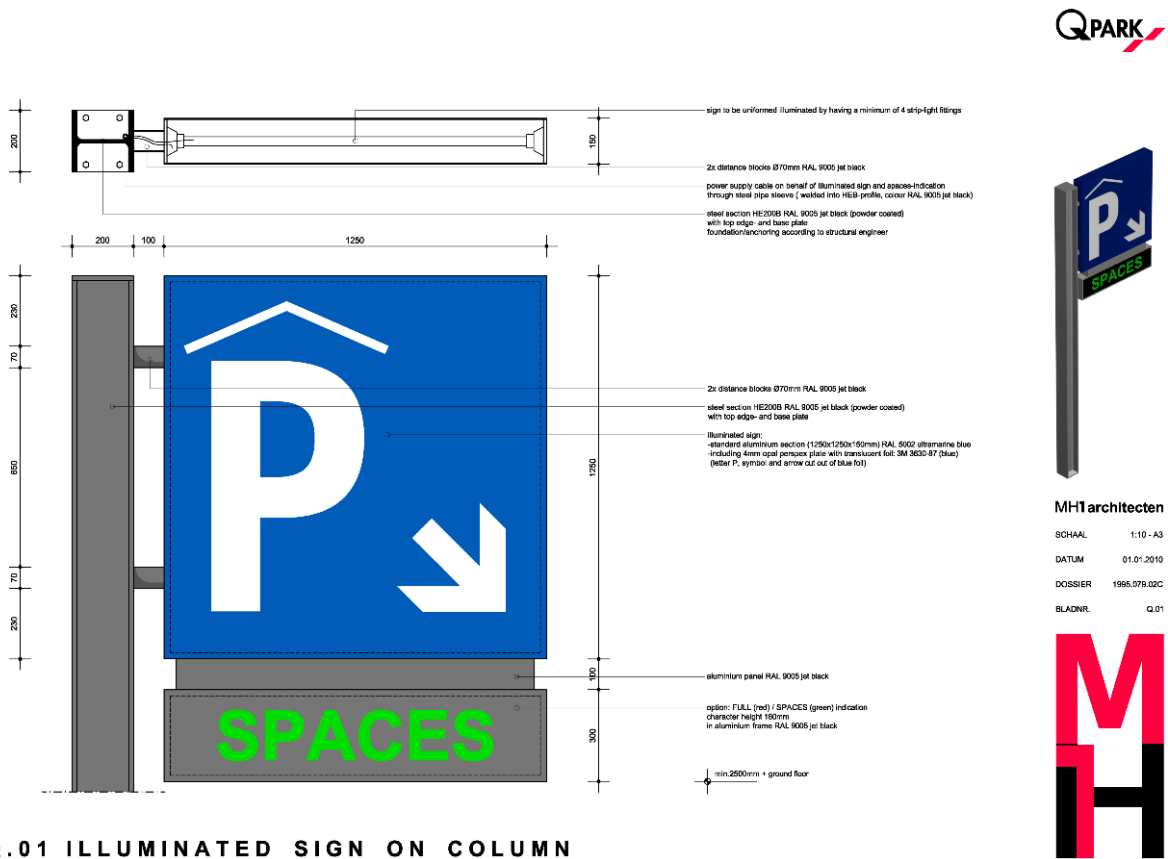 QPARK
sign to be uniformed illuminated by having a minimum of 4 strip-light fittings
200
150
2x distance blocks Ø70mm RAL 9005 jet black
power supply cable on behalf of illuminated sign and spaces-indication
through steel pipe sleeve ( welded into HEB-profile, colour RAL 9005 jet black)
steel section HE200B RAL 9005 jet black (powder coated)
with top edge- and base plate
foundation/anchoring according to structural engineer
200
100
1250
P
SPACES
230
70
650
70
230
P
1250
2x distance blocks Ø70mm RAL 9005 jet black
steel section HE200B RAL 9005 jet black (powder coated)
with top edge- and base plate
illuminated sign:
-standard aluminium section (1250x1250x150mm) RAL 5002 ultramarine blue
-including 4mm opal perspex plate with translucent foil: 3M 3630-87 (blue)
(letter P, symbol and arrow cut out of blue foil)
MH1architecten
SCHAAL 1:10 - A3
DATUM 01.01.2010
DOSSIER 1995.079.02C
BLADNR. Q.01
100
aluminium panel RAL 9005 jet black
SPACES
300
option: FULL (red) / SPACES (green) indication
character height 160mm
in aluminium frame RAL 9005 jet black
min.2500mm + ground floor
MH1
.01 ILLUMINATED SIGN ON COLUMN